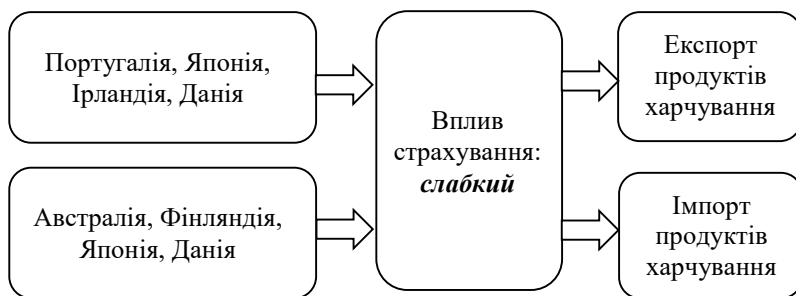 Португалія, Японія,
Ірландія, Данія
Вплив
страхування:
слабкий
Експорт
продуктів
харчування
Австралія, Фінляндія,
Японія, Данія
Імпорт
продуктів
харчування